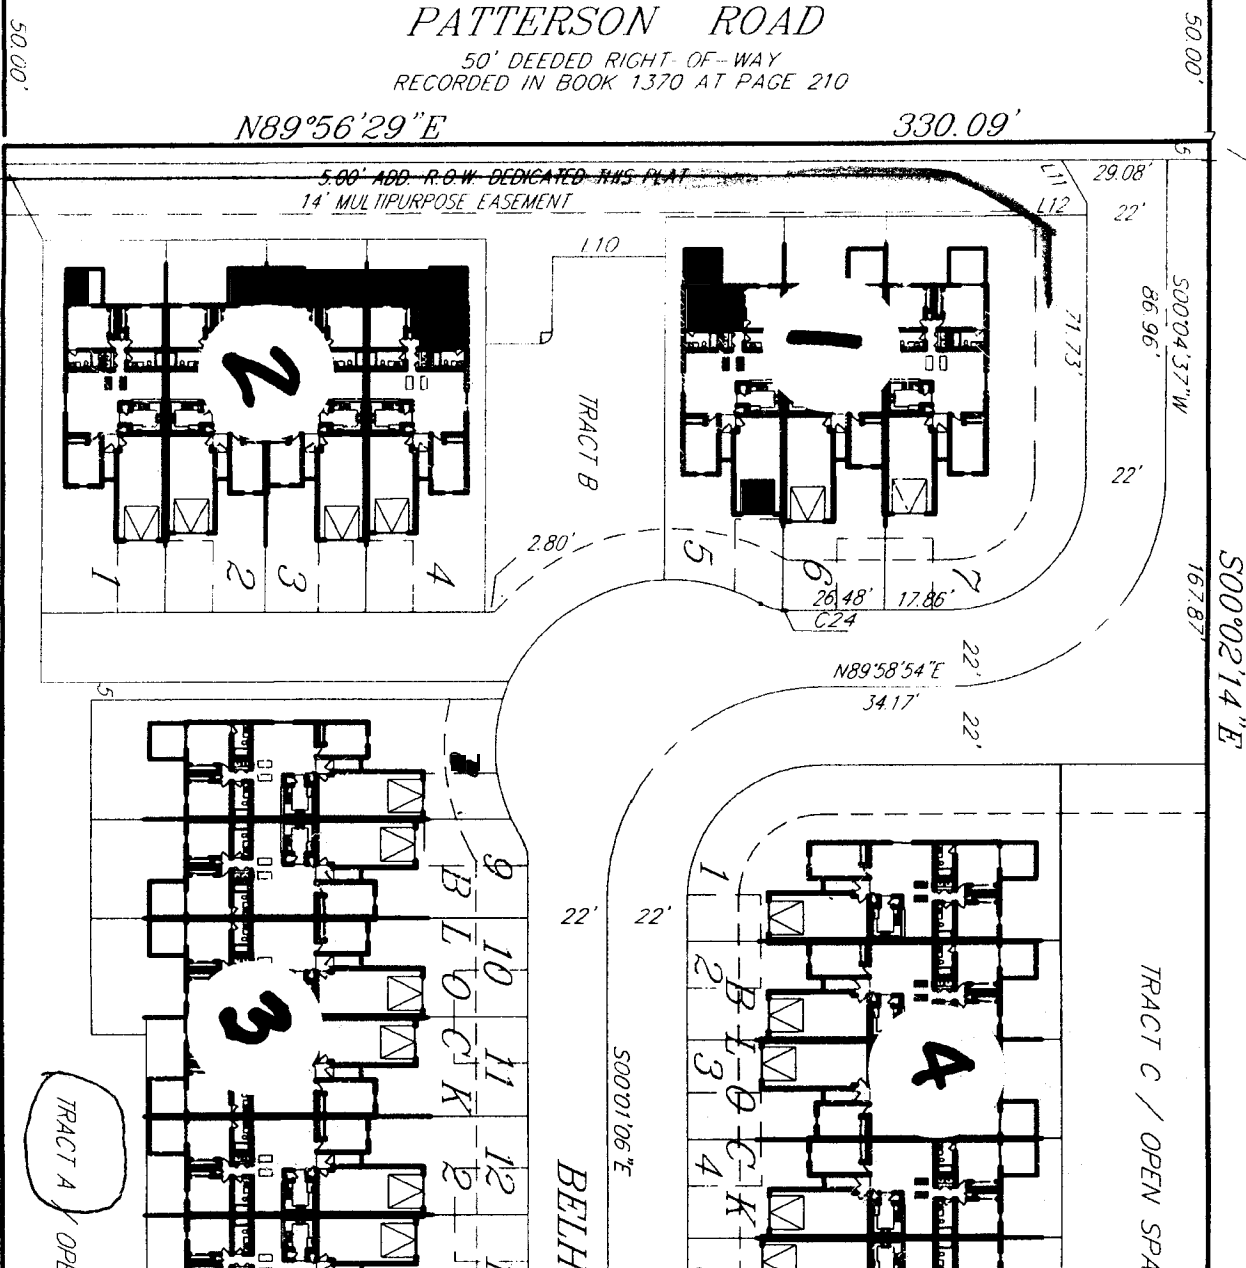 PATTERSON ROAD
50' DEEDED RIGHT-OF-WAY
RECORDED IN BOOK 1370 AT PAGE 210
50.00'
50.00'
N89°56'29"E
330.09'
5
5.00' ADD. R.O.W. DEDICATED THIS PLAT
14' MULTIPURPOSE EASEMENT
L11
29.08'
L12
22'
L10
S00°04'37"W
86.96'
71.73'
2
1
TRACT B
22'
2.80'
1
2
3
4
5
6
7
26.48'
17.86'
C24
167.87'
S00°02'14"E
N89°58'54"E
34.17'
22'
22'
5
9
10
11
12
BLOCK 2
22'
22'
1
2
3
4
BLOCK
3
4
S00°01'06"E
BELH
TRACT A / OPE
TRACT C / OPEN SPA